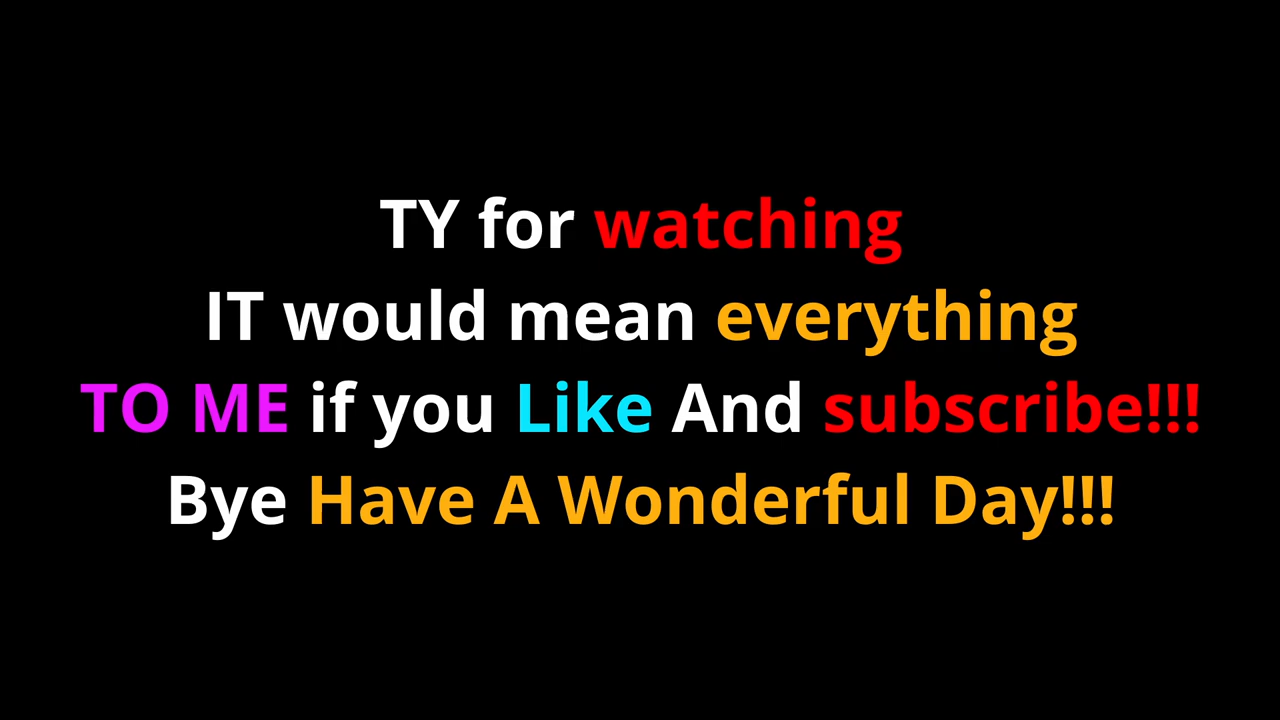 TY for watching
IT would mean everything
TO ME if you Like And subscribe!!!
Bye Have A Wonderful Day!!!